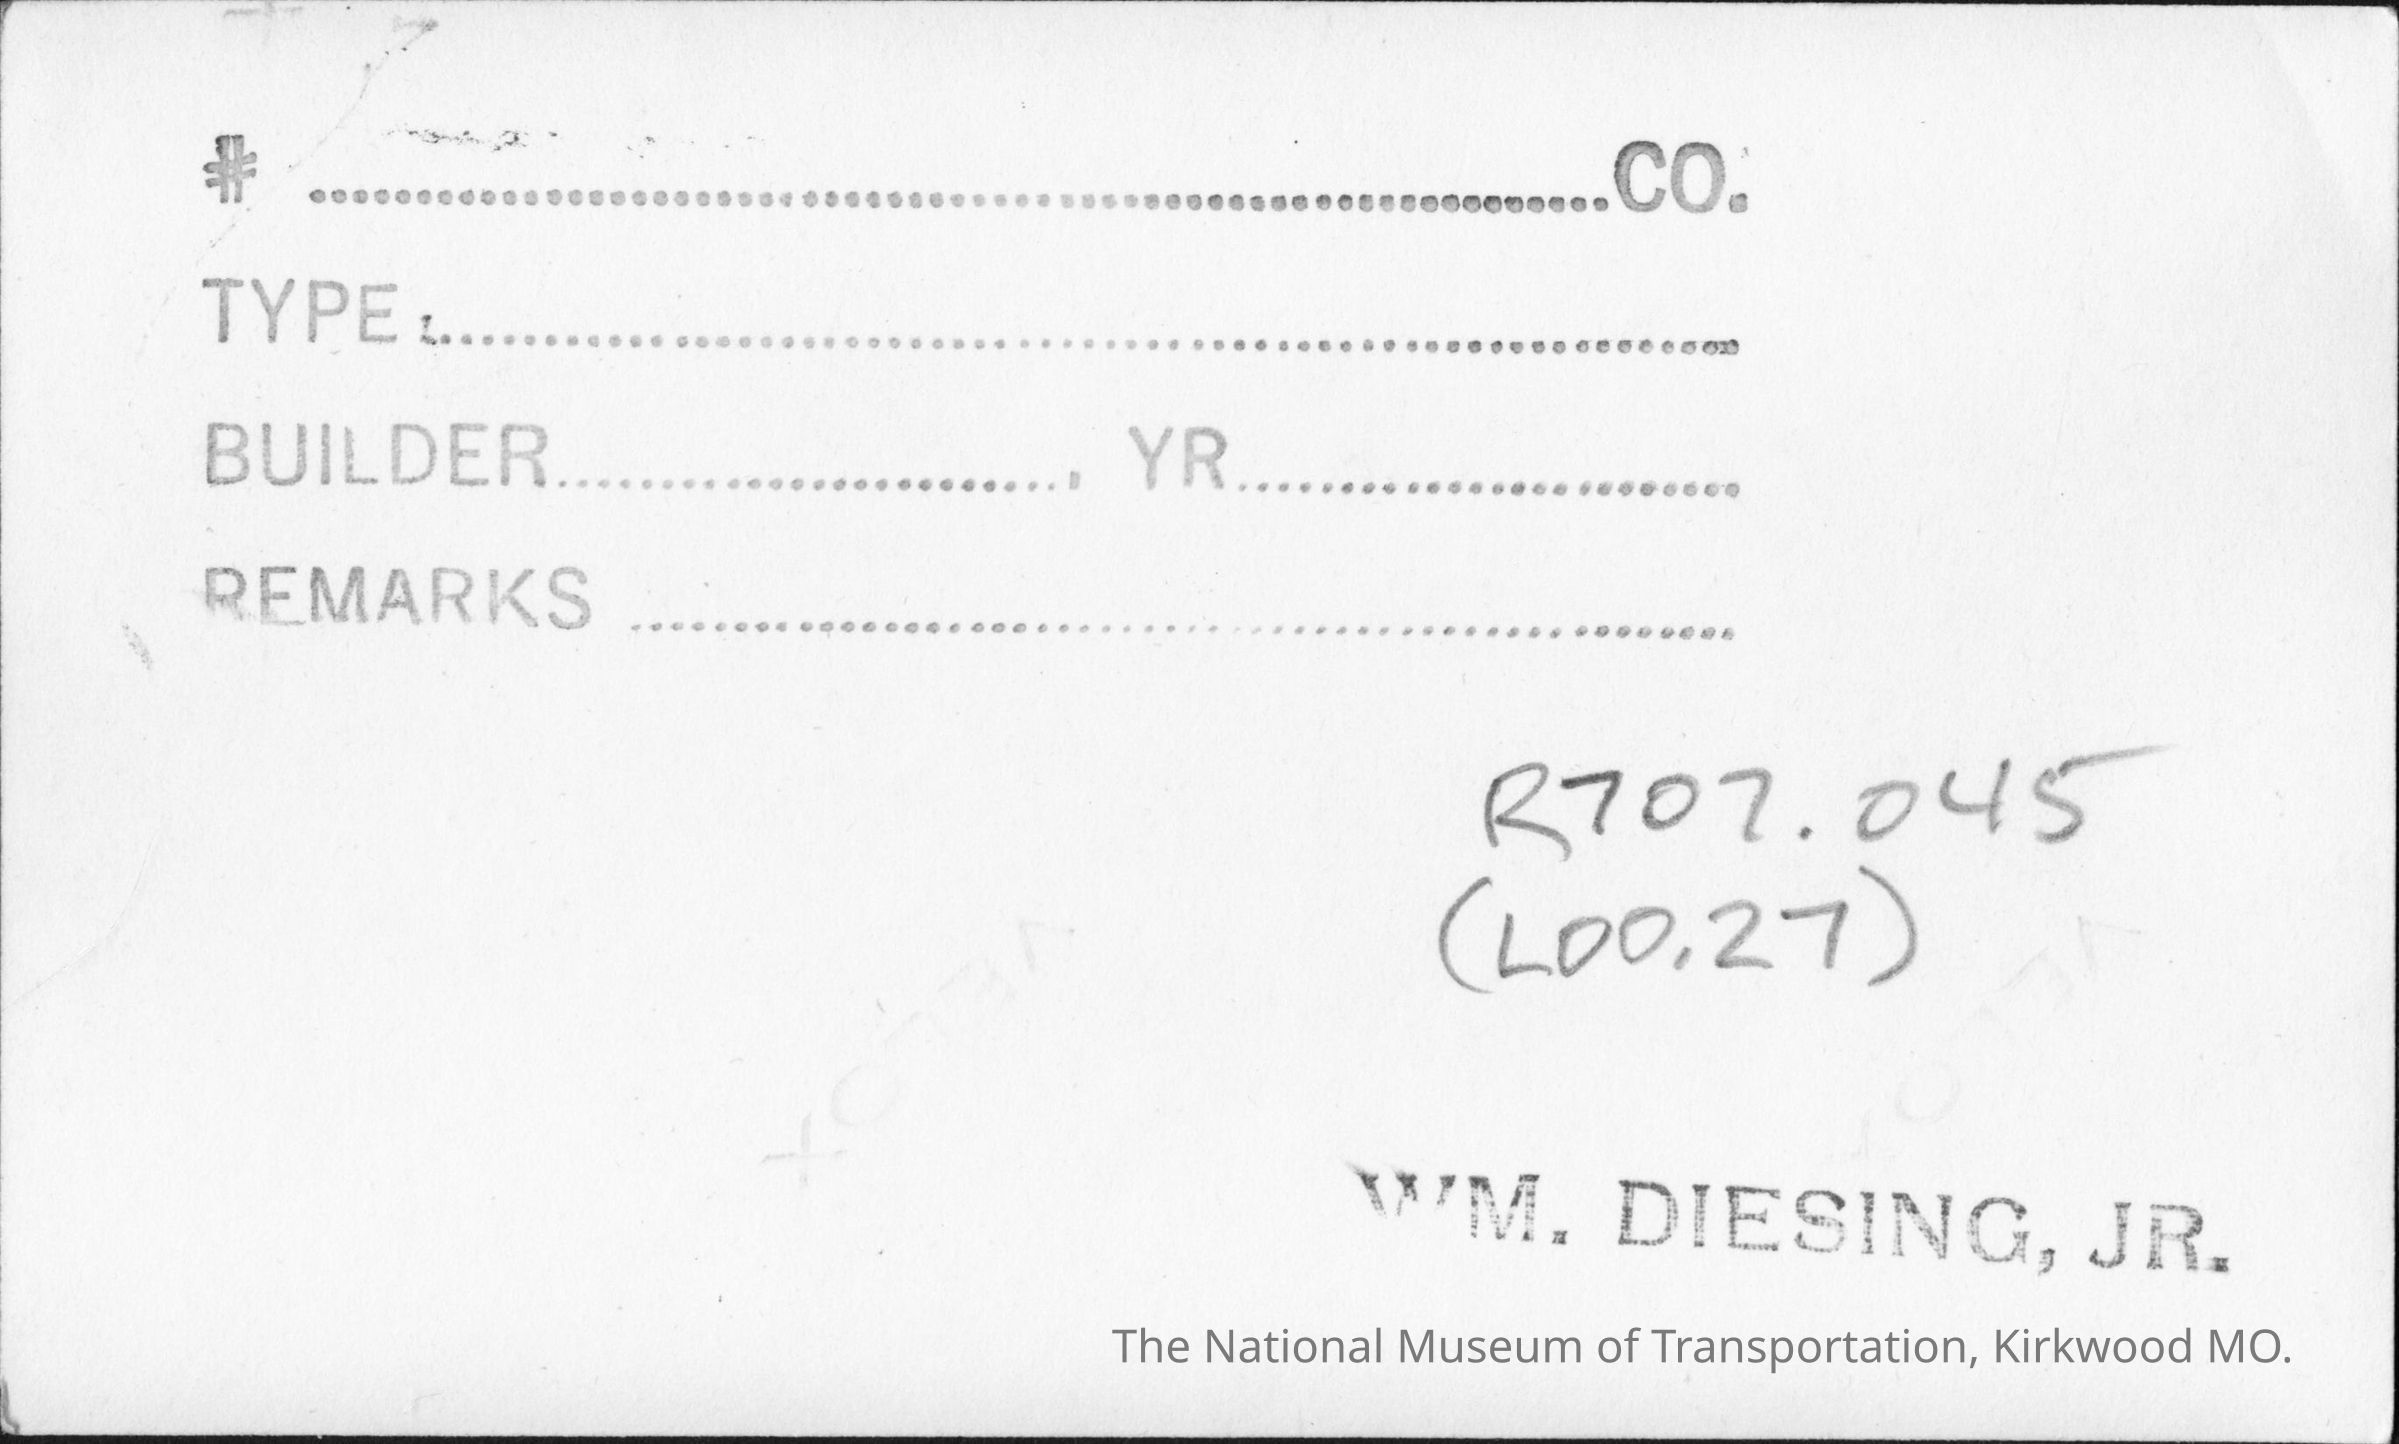 # ..............................................................CO.
TYPE:..............................................................
BUILDER........................, YR........................
REMARKS ....................................................
R707.045
(L00.27)
WM. DIESING, JR.
The National Museum of Transportation, Kirkwood MO.